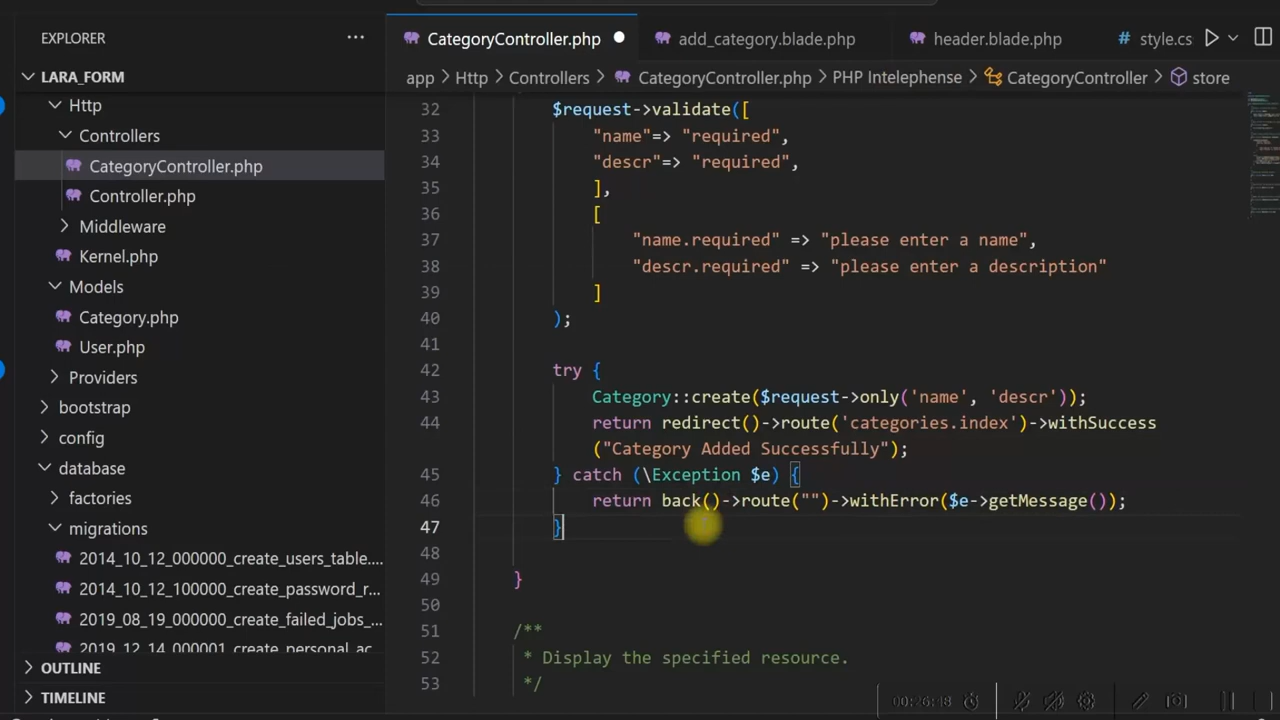 EXPLORER
CategoryController.php
add_category.blade.php
header.blade.php
# style.cs
LARA_FORM
app > Http > Controllers > CategoryController.php > PHP Intelephense > CategoryController > store
Http
Controllers
CategoryController.php
Controller.php
Middleware
Kernel.php
Models
Category.php
User.php
Providers
bootstrap
config
database
factories
migrations
2014_10_12_000000_create_users_table....
2014_10_12_100000_create_password_r...
2019_08_19_000000_create_failed_jobs_...
2019_12_14_000001_create_personal_ac...
OUTLINE
TIMELINE
32 $request->validate([
33 "name"=> "required",
34 "descr"=> "required",
35 ],
36 [
37 "name.required" => "please enter a name",
38 "descr.required" => "please enter a description"
39 ]
40 );
41
42 try {
43 Category::create($request->only('name', 'descr'));
44 return redirect()->route('categories.index')->withSuccess
("Category Added Successfully");
45 } catch (\Exception $e) {
46 return back()->route("")->withError($e->getMessage());
47 }
48
49 }
50
51 /**
52 * Display the specified resource.
53 */
00:26:48